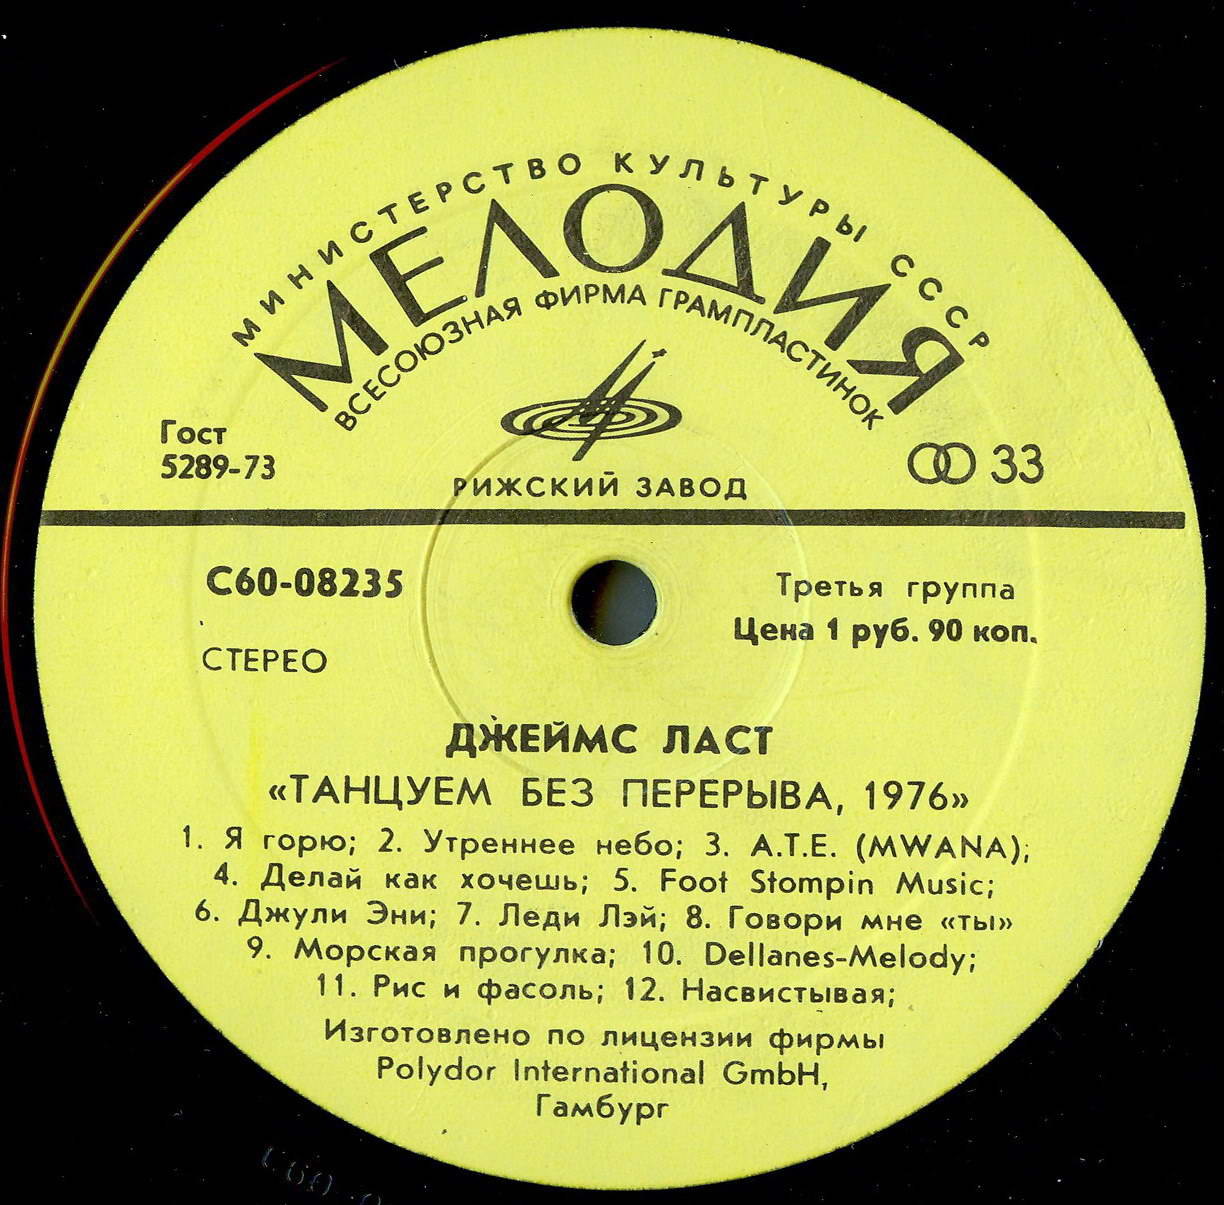 МИНИСТЕРСТВО КУЛЬТУРЫ СССР
МЕЛОДИЯ
ВСЕСОЮЗНАЯ ФИРМА ГРАМПЛАСТИНОК
Гост
5289-73
33
РИЖСКИЙ ЗАВОД
С60-08235
Третья группа
Цена 1 руб. 90 коп.
СТЕРЕО
ДЖЕЙМС ЛАСТ
«ТАНЦУЕМ БЕЗ ПЕРЕРЫВА, 1976»
1. Я горю; 2. Утреннее небо; 3. A.T.E. (MWANA);
4. Делай как хочешь; 5. Foot Stompin Music;
6. Джули Эни; 7. Леди Лэй; 8. Говори мне «ты»
9. Морская прогулка; 10. Dellanes-Melody;
11. Рис и фасоль; 12. Насвистывая;
Изготовлено по лицензии фирмы
Polydor International GmbH,
Гамбург